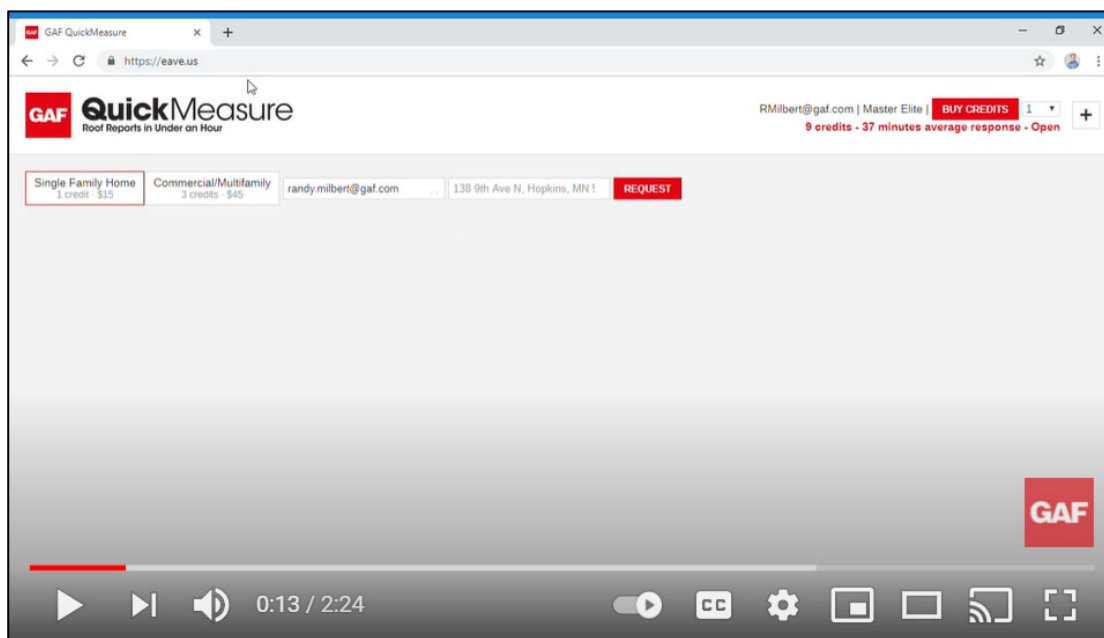 GAF QuickMeasure
https://eave.us
GAF QuickMeasure
Roof Reports in Under an Hour
RMilbert@gaf.com | Master Elite | BUY CREDITS 1
9 credits - 37 minutes average response - Open
Single Family Home
1 credit - $15
Commercial/Multifamily
3 credits - $45
randy.milbert@gaf.com
138 9th Ave N, Hopkins, MN
REQUEST
GAF
0:13 / 2:24
CC